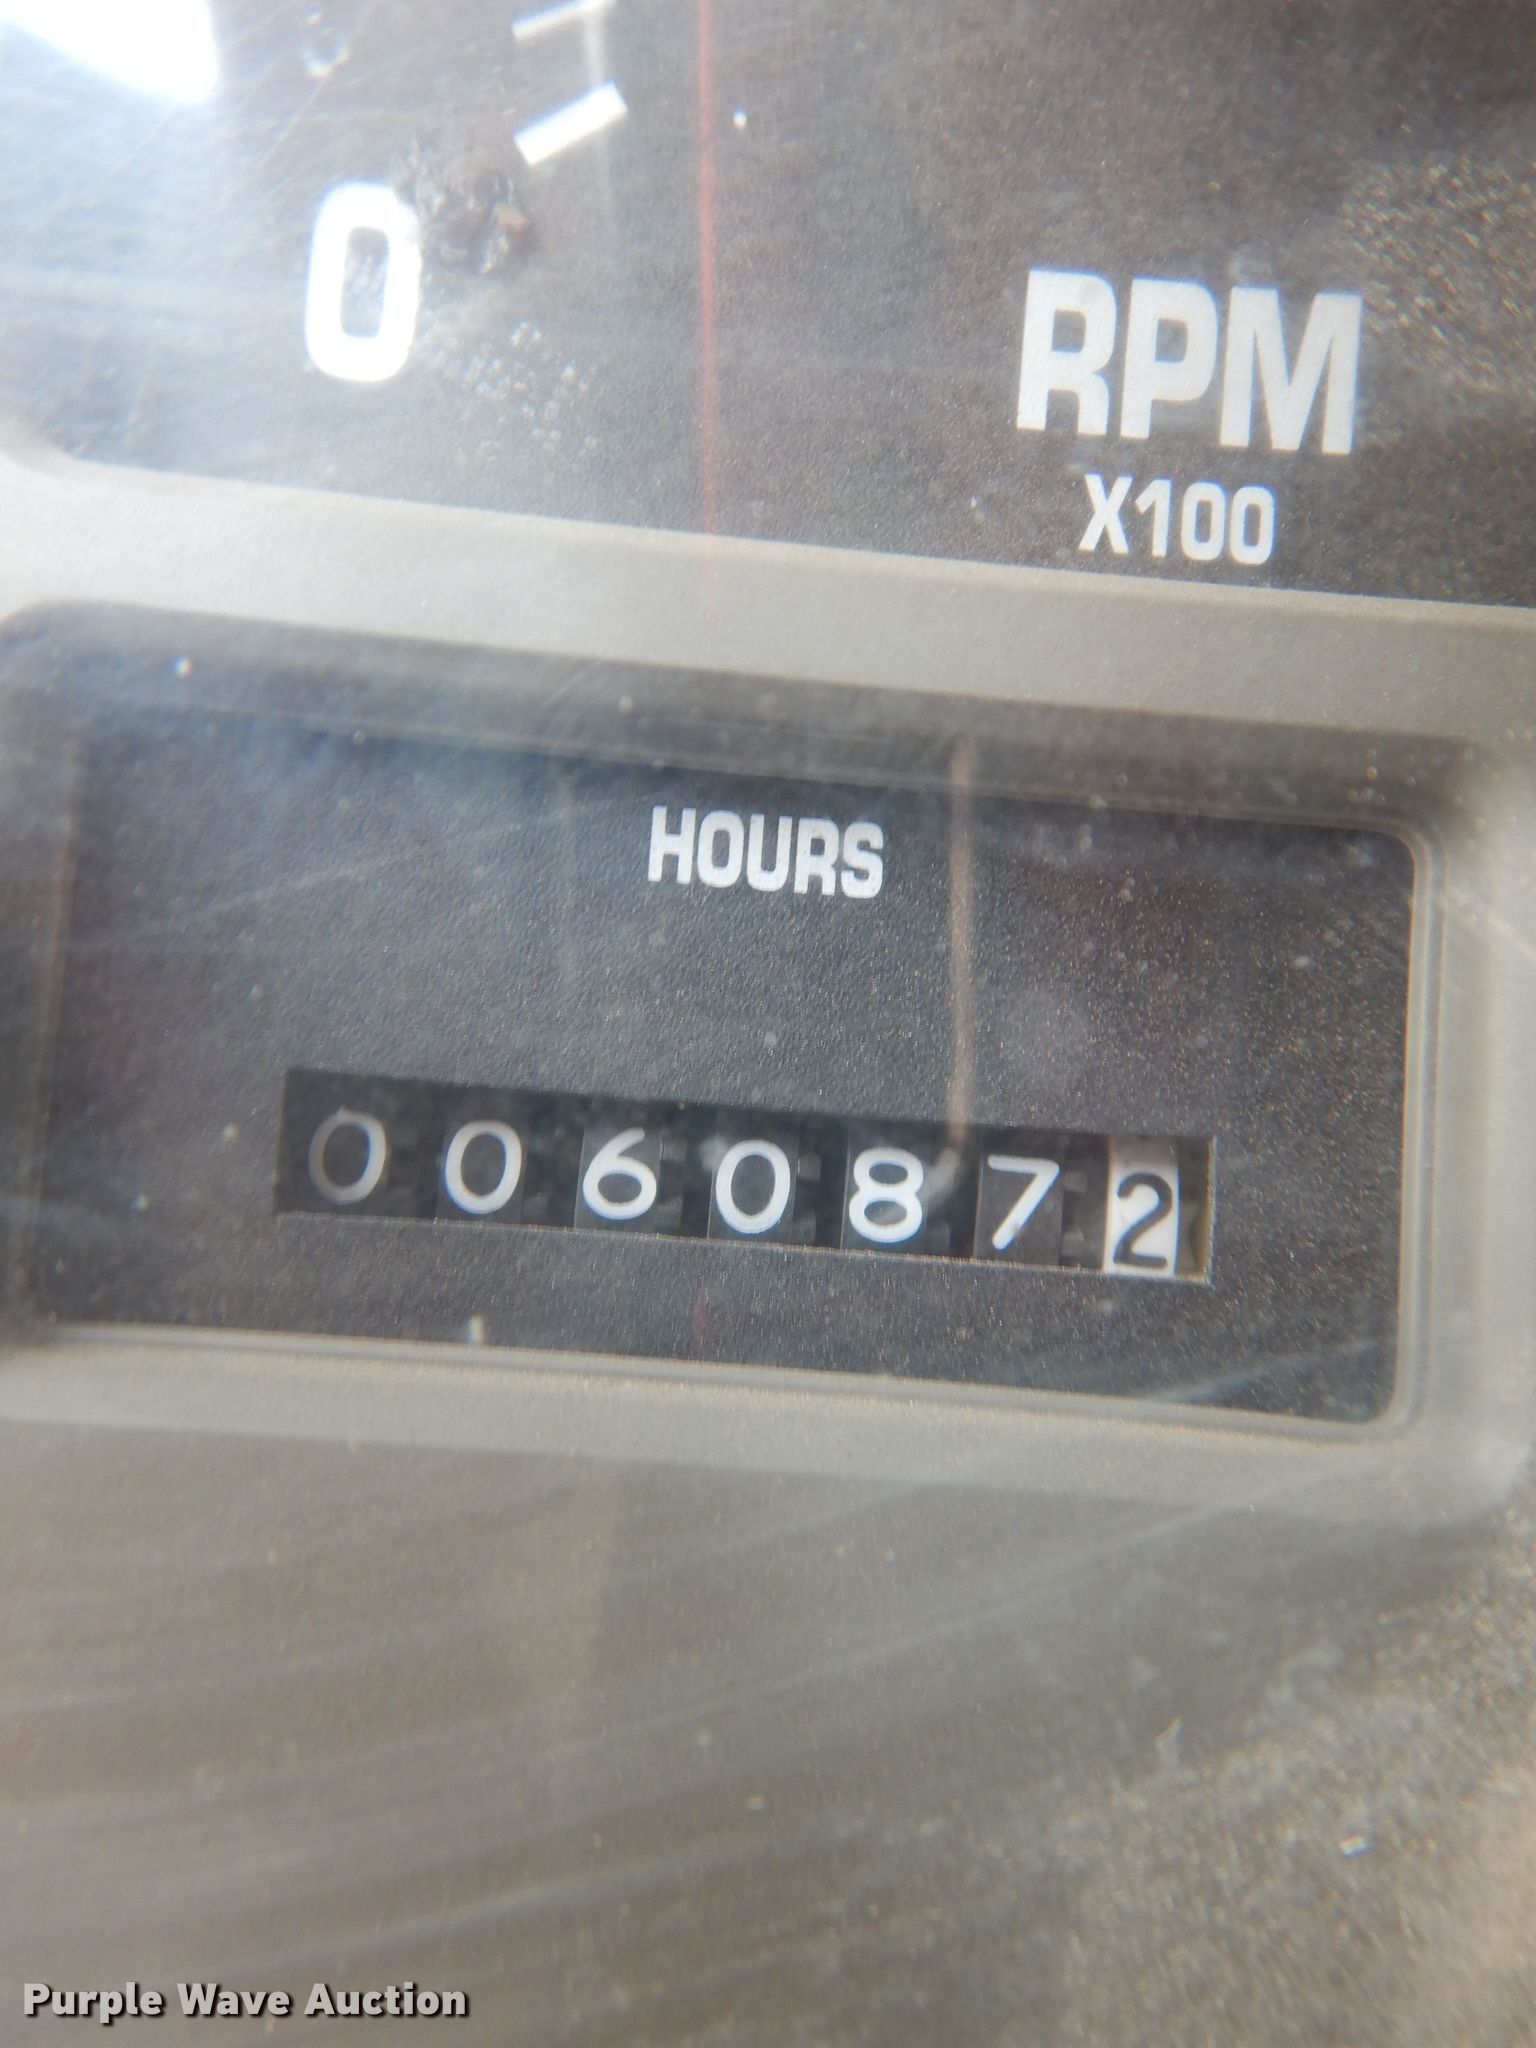 0
RPM
X100
HOURS
0060872
Purple Wave Auction